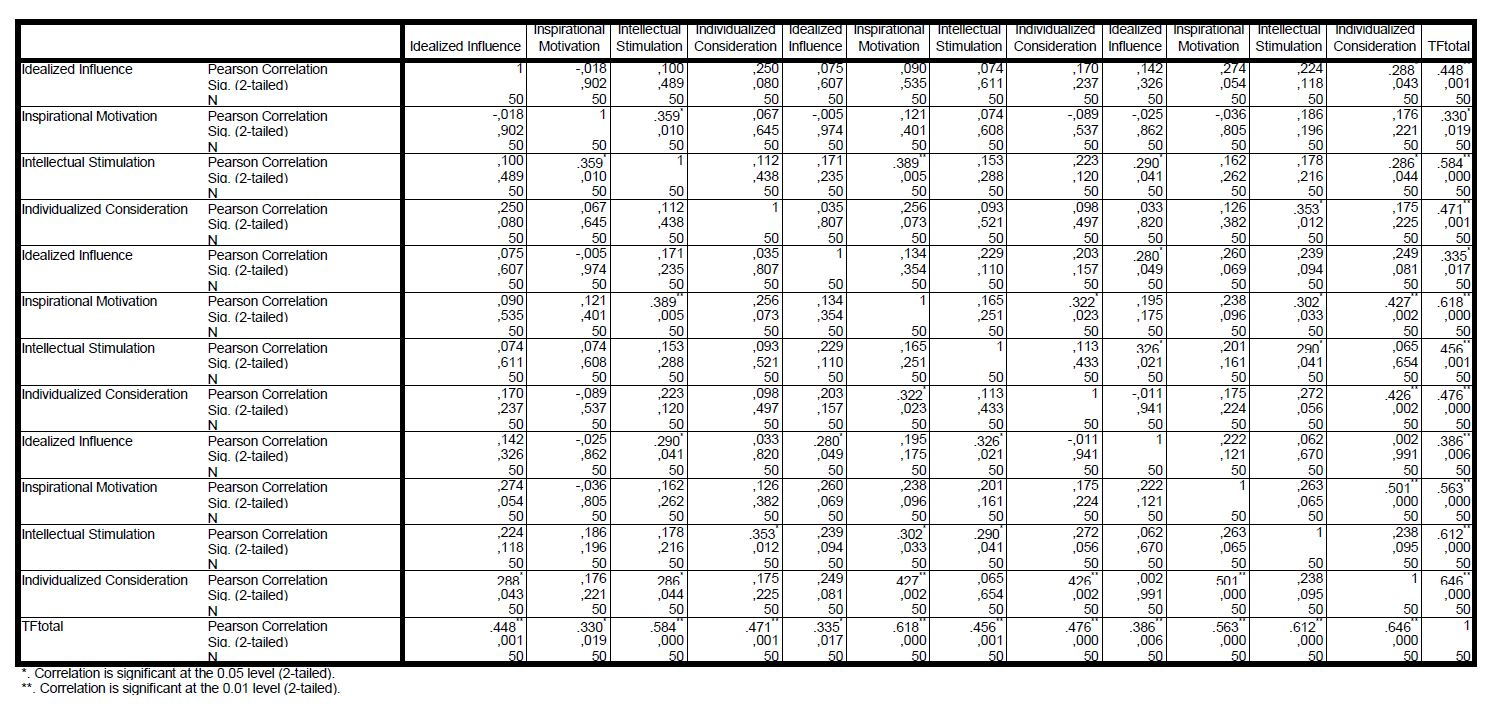 Inspirational Intellectual Individualized Idealized Inspirational Intellectual Individualized Idealized Inspirational Intellectual Individualized
Idealized Influence Motivation Stimulation Consideration Influence Motivation Stimulation Consideration Influence Motivation Stimulation Consideration TFtotal
Idealized Influence Pearson Correlation 1 -,018 ,100 ,250 ,075 ,090 ,074 ,170 ,142 ,274 ,224 .288* .448**
Sig. (2-tailed) ,902 ,489 ,080 ,607 ,535 ,611 ,237 ,326 ,054 ,118 ,043 ,001
N 50 50 50 50 50 50 50 50 50 50 50 50 50
Inspirational Motivation Pearson Correlation -,018 1 .359* ,067 -,005 ,121 ,074 -,089 -,025 -,036 ,186 ,176 .330*
Sig. (2-tailed) ,902 ,010 ,645 ,974 ,401 ,608 ,537 ,862 ,805 ,196 ,221 ,019
N 50 50 50 50 50 50 50 50 50 50 50 50 50
Intellectual Stimulation Pearson Correlation ,100 .359* 1 ,112 ,171 .389** ,153 ,223 .290* ,162 ,178 .286* .584**
Sig. (2-tailed) ,489 ,010 ,438 ,235 ,005 ,288 ,120 ,041 ,262 ,216 ,044 ,000
N 50 50 50 50 50 50 50 50 50 50 50 50 50
Individualized Consideration Pearson Correlation ,250 ,067 ,112 1 ,035 ,256 ,093 ,098 ,033 ,126 .353* ,175 .471**
Sig. (2-tailed) ,080 ,645 ,438 ,807 ,073 ,521 ,497 ,820 ,382 ,012 ,225 ,001
N 50 50 50 50 50 50 50 50 50 50 50 50 50
Idealized Influence Pearson Correlation ,075 -,005 ,171 ,035 1 ,134 ,229 ,203 .280* ,260 ,239 ,249 .335*
Sig. (2-tailed) ,607 ,974 ,235 ,807 ,354 ,110 ,157 ,049 ,069 ,094 ,081 ,017
N 50 50 50 50 50 50 50 50 50 50 50 50 50
Inspirational Motivation Pearson Correlation ,090 ,121 .389** ,256 ,134 1 ,165 .322* ,195 ,238 .302* .427** .618**
Sig. (2-tailed) ,535 ,401 ,005 ,073 ,354 ,251 ,023 ,175 ,096 ,033 ,002 ,000
N 50 50 50 50 50 50 50 50 50 50 50 50 50
Intellectual Stimulation Pearson Correlation ,074 ,074 ,153 ,093 ,229 ,165 1 ,113 .326* ,201 .290* ,065 .456**
Sig. (2-tailed) ,611 ,608 ,288 ,521 ,110 ,251 ,433 ,021 ,161 ,041 ,654 ,001
N 50 50 50 50 50 50 50 50 50 50 50 50 50
Individualized Consideration Pearson Correlation ,170 -,089 ,223 ,098 ,203 .322* ,113 1 -,011 ,175 ,272 .426** .476**
Sig. (2-tailed) ,237 ,537 ,120 ,497 ,157 ,023 ,433 ,941 ,224 ,056 ,002 ,000
N 50 50 50 50 50 50 50 50 50 50 50 50 50
Idealized Influence Pearson Correlation ,142 -,025 .290* ,033 .280* ,195 .326* -,011 1 ,222 ,062 ,002 .386**
Sig. (2-tailed) ,326 ,862 ,041 ,820 ,049 ,175 ,021 ,941 ,121 ,670 ,991 ,006
N 50 50 50 50 50 50 50 50 50 50 50 50 50
Inspirational Motivation Pearson Correlation ,274 -,036 ,162 ,126 ,260 ,238 ,201 ,175 ,222 1 ,263 .501** .563**
Sig. (2-tailed) ,054 ,805 ,262 ,382 ,069 ,096 ,161 ,224 ,121 ,065 ,000 ,000
N 50 50 50 50 50 50 50 50 50 50 50 50 50
Intellectual Stimulation Pearson Correlation ,224 ,186 ,178 .353* ,239 .302* .290* ,272 ,062 ,263 1 ,238 .612**
Sig. (2-tailed) ,118 ,196 ,216 ,012 ,094 ,033 ,041 ,056 ,670 ,065 ,095 ,000
N 50 50 50 50 50 50 50 50 50 50 50 50 50
Individualized Consideration Pearson Correlation .288* ,176 .286* ,175 ,249 .427** ,065 .426** ,002 .501** ,238 1 .646**
Sig. (2-tailed) ,043 ,221 ,044 ,225 ,081 ,002 ,654 ,002 ,991 ,000 ,095 ,000
N 50 50 50 50 50 50 50 50 50 50 50 50 50
TFtotal Pearson Correlation .448** .330* .584** .471** .335* .618** .456** .476** .386** .563** .612** .646** 1
Sig. (2-tailed) ,001 ,019 ,000 ,001 ,017 ,000 ,001 ,000 ,006 ,000 ,000 ,000
N 50 50 50 50 50 50 50 50 50 50 50 50 50
*. Correlation is significant at the 0.05 level (2-tailed).
**. Correlation is significant at the 0.01 level (2-tailed).